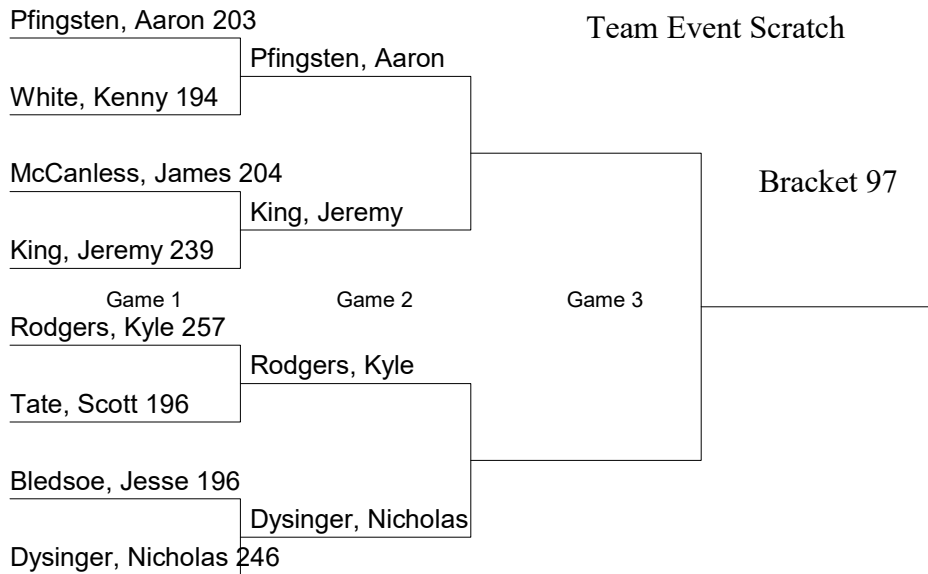 Pfingsten, Aaron 203
Team Event Scratch
Pfingsten, Aaron
White, Kenny 194
McCanless, James 204
Bracket 97
King, Jeremy
King, Jeremy 239
Game 1
Game 2
Game 3
Rodgers, Kyle 257
Rodgers, Kyle
Tate, Scott 196
Bledsoe, Jesse 196
Dysinger, Nicholas
Dysinger, Nicholas 246